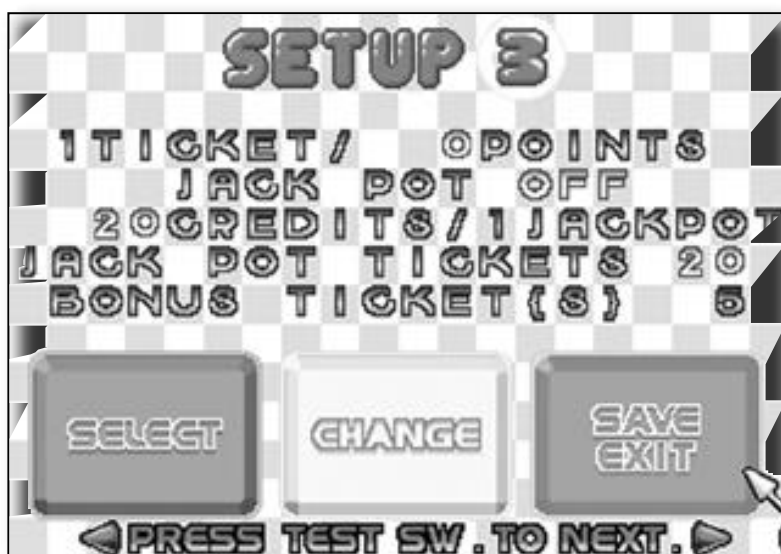 SETUP 3
1TICKET/ 0POINTS
JACK POT OFF
20CREDITS/1JACKPOT
JACK POT TICKETS 20
BONUS TICKET(S) 5
SELECT
CHANGE
SAVE
EXIT
PRESS TEST SW. TO NEXT.